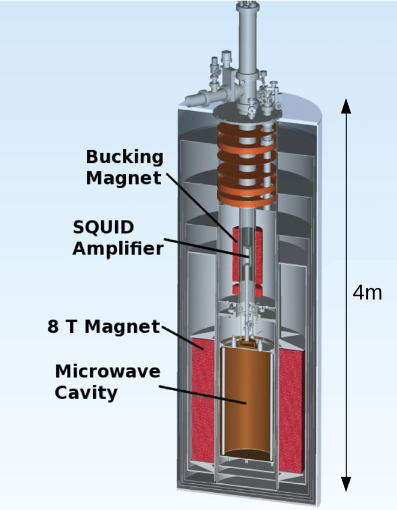 Bucking
Magnet
SQUID
Amplifier
4m
8 T Magnet
Microwave
Cavity